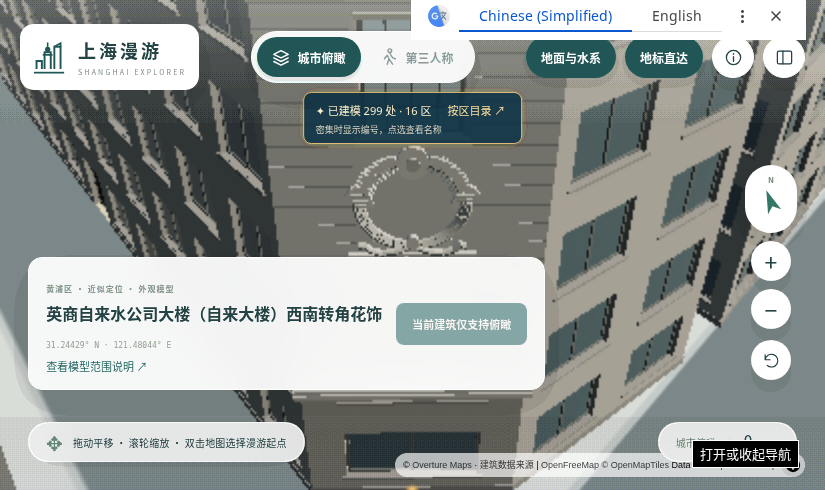 Chinese (Simplified)
English
上海漫游
SHANGHAI EXPLORER
城市俯瞰
第三人称
地面与水系
地标直达
✦ 已建模 299 处 · 16 区
按区目录 ↗
密集时显示编号，点选查看名称
N
黄浦区 · 近似定位 · 外观模型
英商自来水公司大楼（自来大楼）西南转角花饰
当前建筑仅支持俯瞰
31.24429° N · 121.48044° E
查看模型范围说明 ↗
拖动平移 · 滚轮缩放 · 双击地图选择漫游起点
打开或收起导航
© Overture Maps · 建筑数据来源 | OpenFreeMap © OpenMapTiles Data